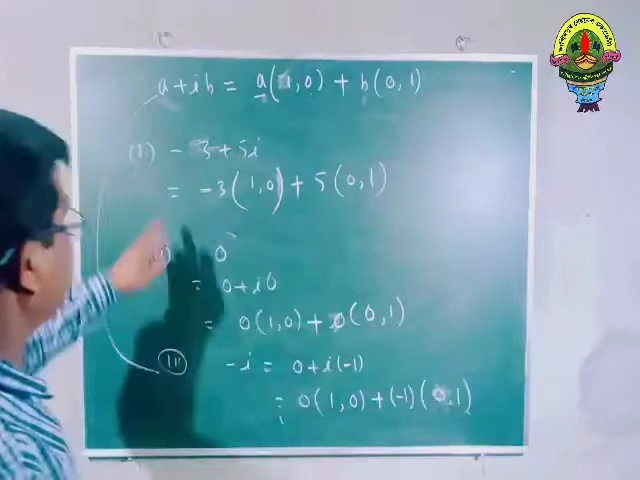 a + ib = a(1,0) + b(0,1)
(i) - 3 + 5i
= -3(1,0) + 5(0,1)
0
= 0 + i0
= 0(1,0) + 0(0,1)
(III) -i = 0 + i(-1)
= 0(1,0) + (-1)(0,1)